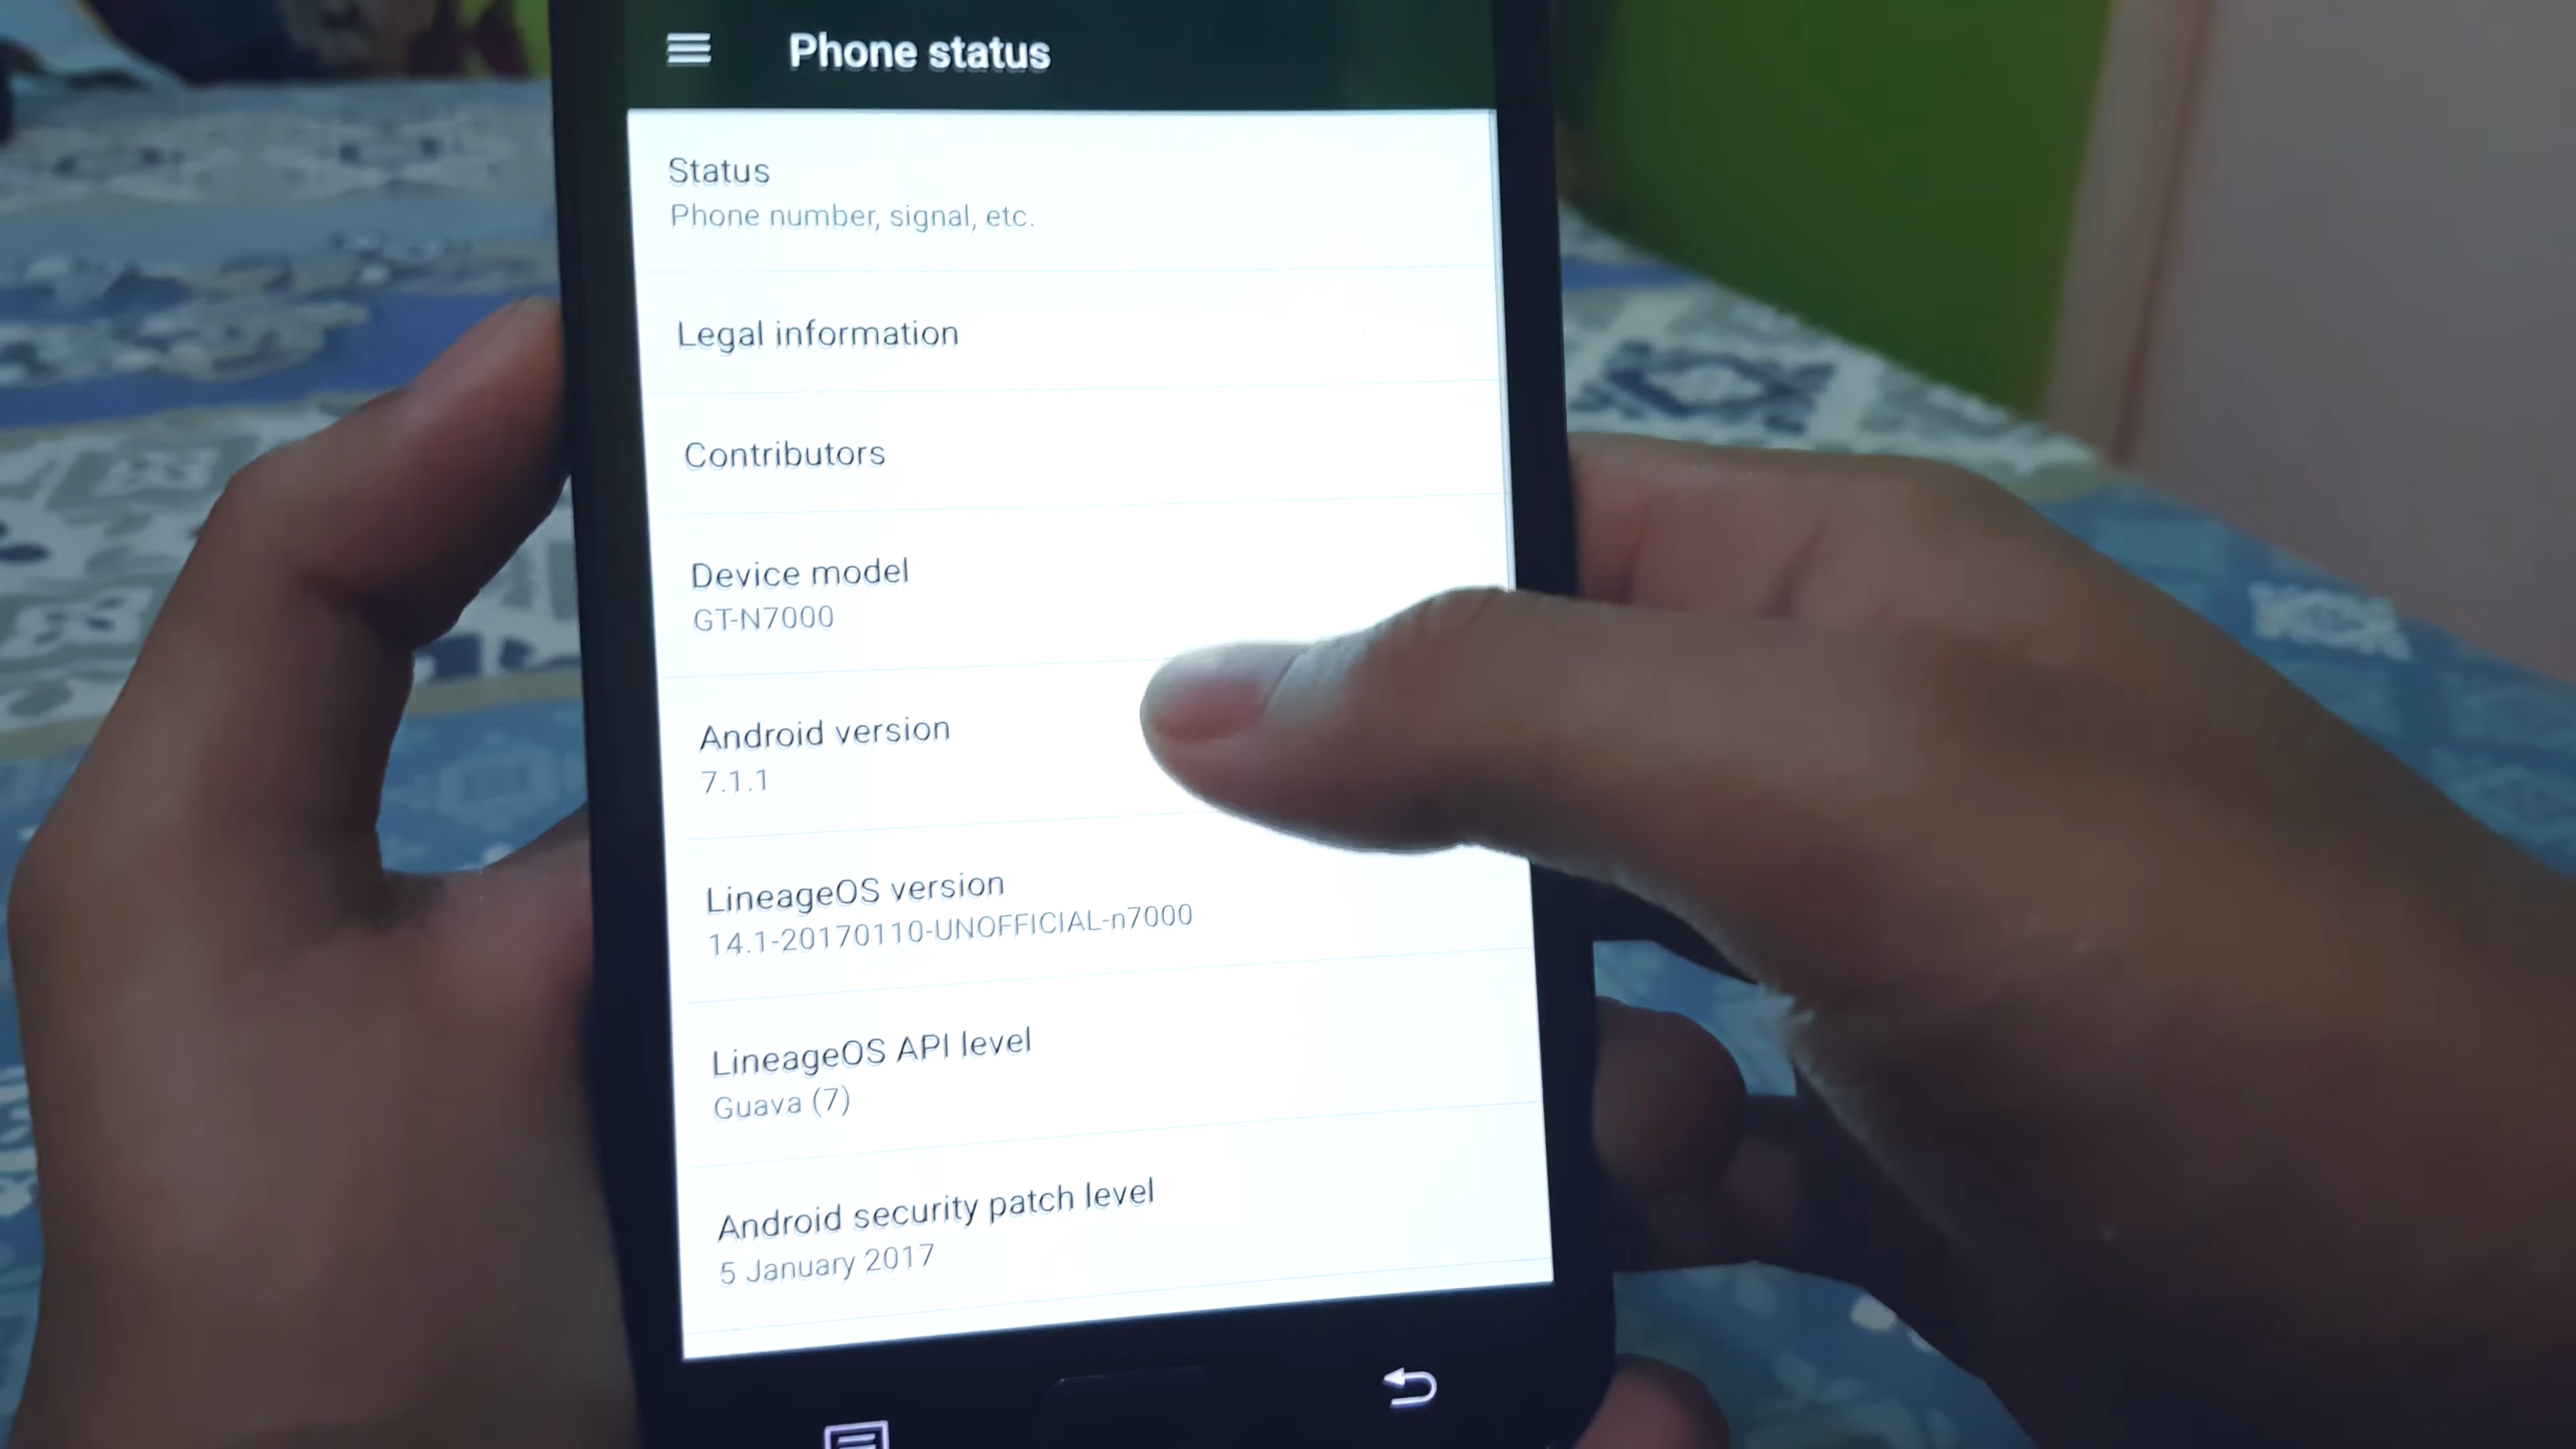 Phone status
Status
Phone number, signal, etc.
Legal information
Contributors
Device model
GT-N7000
Android version
7.1.1
LineageOS version
14.1-20170110-UNOFFICIAL-n7000
LineageOS API level
Guava (7)
Android security patch level
5 January 2017